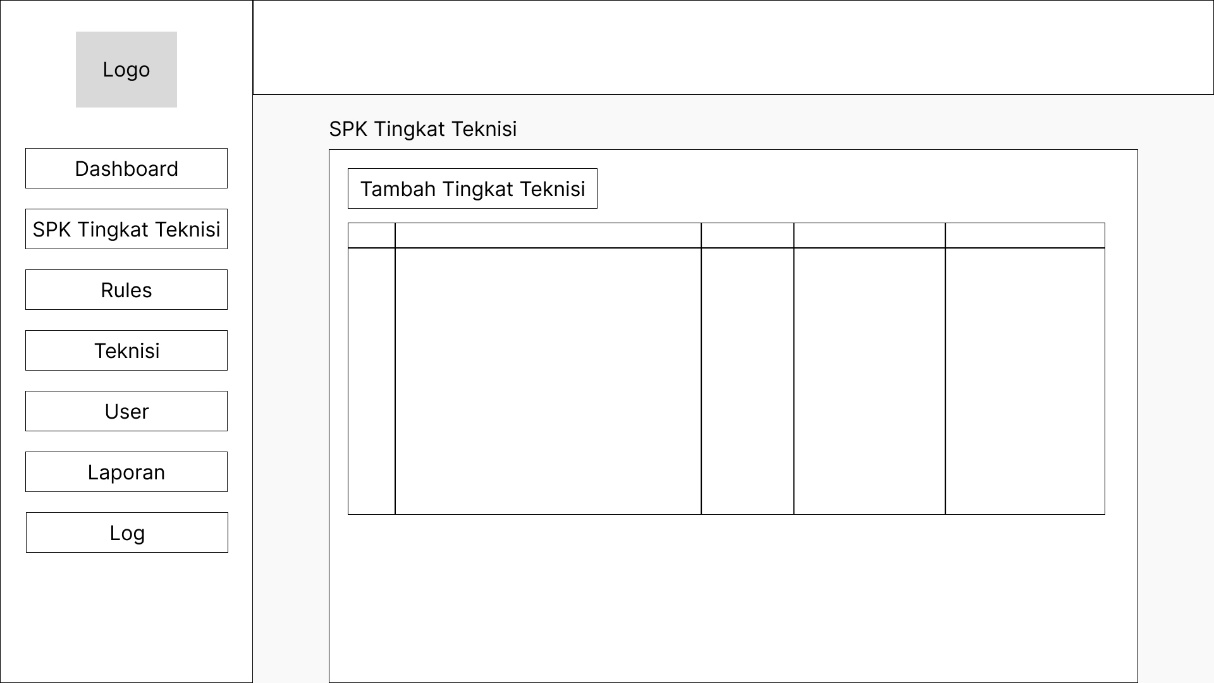 Logo
Dashboard
SPK Tingkat Teknisi
Rules
Teknisi
User
Laporan
Log
SPK Tingkat Teknisi
Tambah Tingkat Teknisi